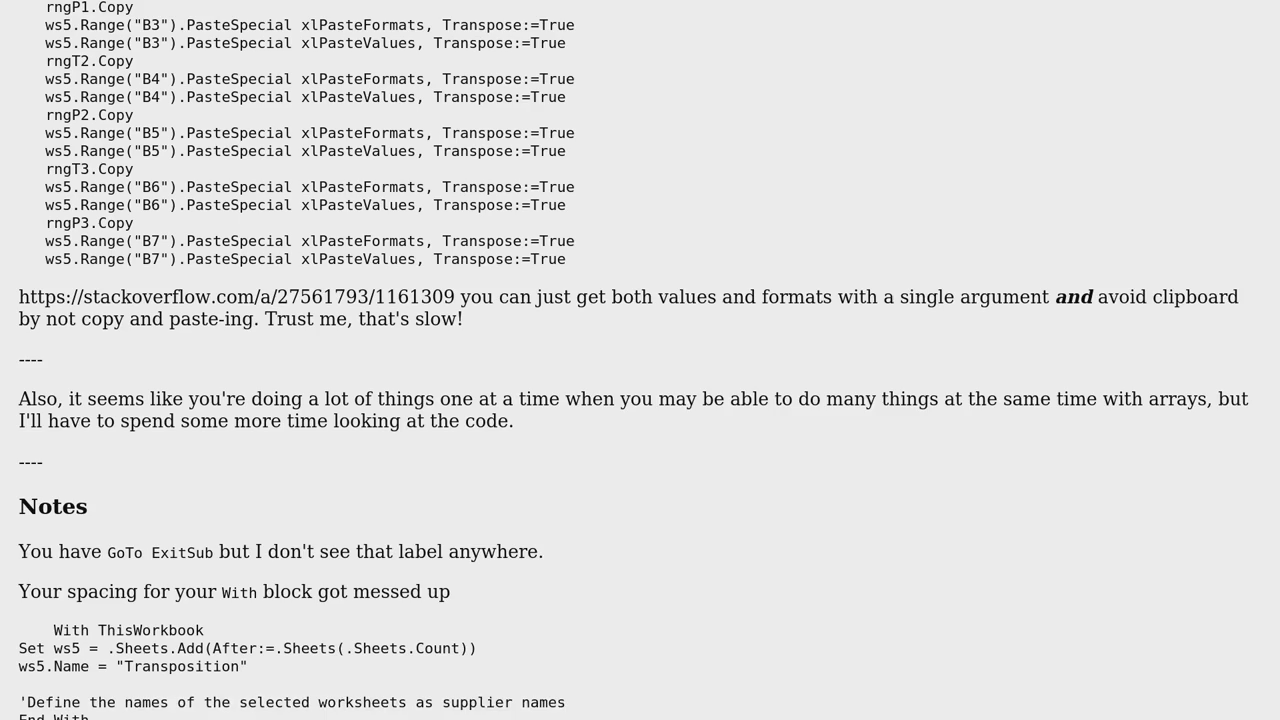 rngP1.Copy
ws5.Range("B3").PasteSpecial xlPasteFormats, Transpose:=True
ws5.Range("B3").PasteSpecial xlPasteValues, Transpose:=True
rngT2.Copy
ws5.Range("B4").PasteSpecial xlPasteFormats, Transpose:=True
ws5.Range("B4").PasteSpecial xlPasteValues, Transpose:=True
rngP2.Copy
ws5.Range("B5").PasteSpecial xlPasteFormats, Transpose:=True
ws5.Range("B5").PasteSpecial xlPasteValues, Transpose:=True
rngT3.Copy
ws5.Range("B6").PasteSpecial xlPasteFormats, Transpose:=True
ws5.Range("B6").PasteSpecial xlPasteValues, Transpose:=True
rngP3.Copy
ws5.Range("B7").PasteSpecial xlPasteFormats, Transpose:=True
ws5.Range("B7").PasteSpecial xlPasteValues, Transpose:=True
https://stackoverflow.com/a/27561793/1161309 you can just get both values and formats with a single argument and avoid clipboard
by not copy and paste-ing. Trust me, that's slow!
----
Also, it seems like you're doing a lot of things one at a time when you may be able to do many things at the same time with arrays, but
I'll have to spend some more time looking at the code.
----
Notes
You have GoTo ExitSub but I don't see that label anywhere.
Your spacing for your With block got messed up
With ThisWorkbook
Set ws5 = .Sheets.Add(After:=.Sheets(.Sheets.Count))
ws5.Name = "Transposition"
'Define the names of the selected worksheets as supplier names
End With